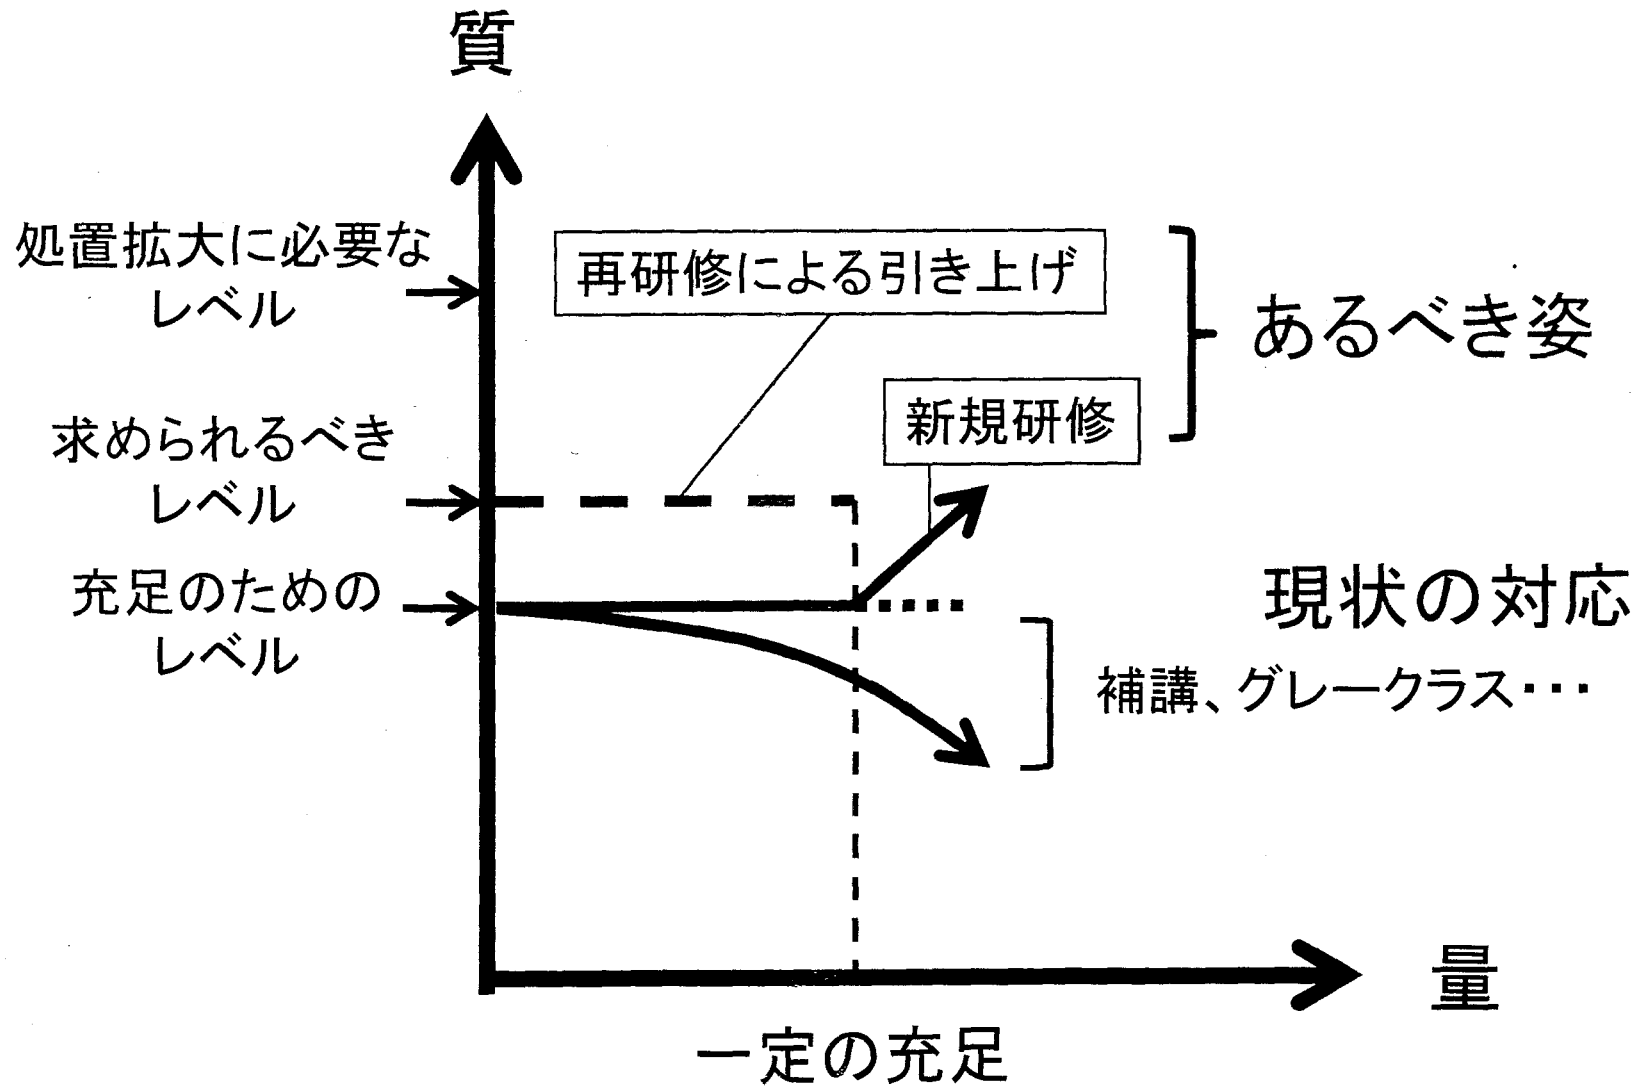 質
処置拡大に必要な
レベル
再研修による引き上げ
あるべき姿
新規研修
求められるべき
レベル
充足のための
レベル
現状の対応
補講、グレークラス・・・
量
一定の充足